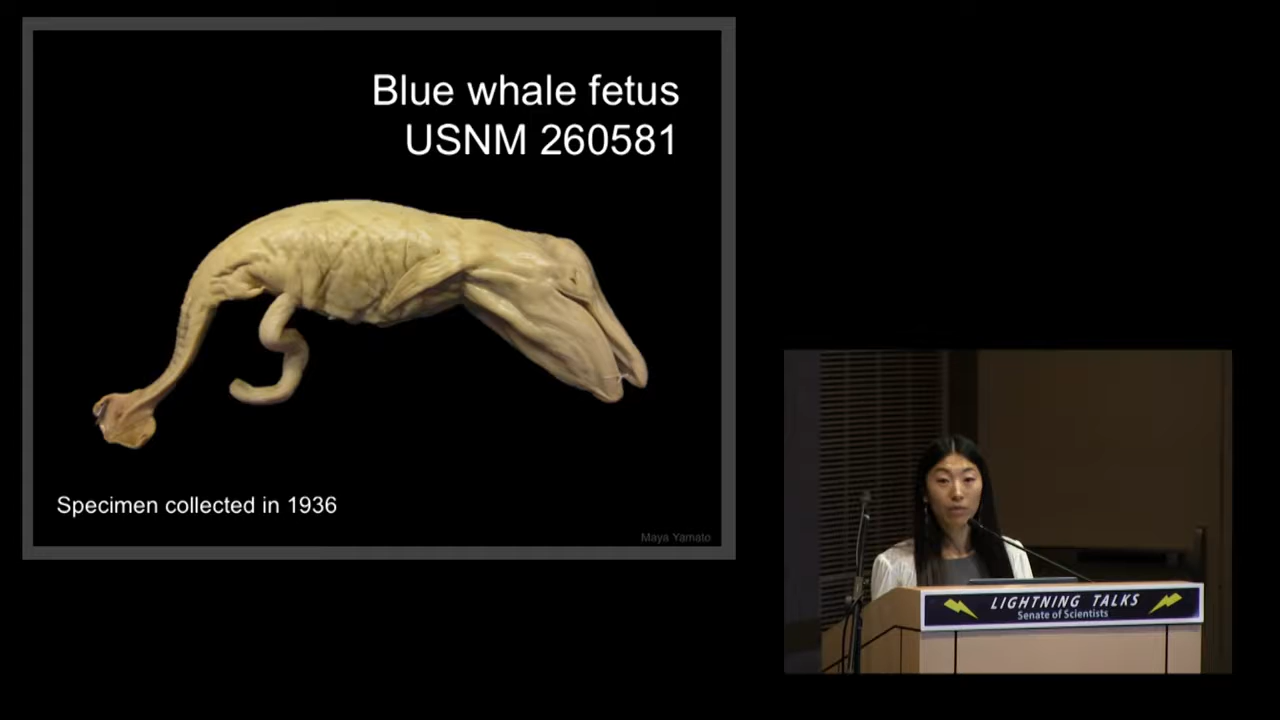 Blue whale fetus
USNM 260581
Specimen collected in 1936
Maya Yamato
LIGHTNING TALKS
Senate of Scientists